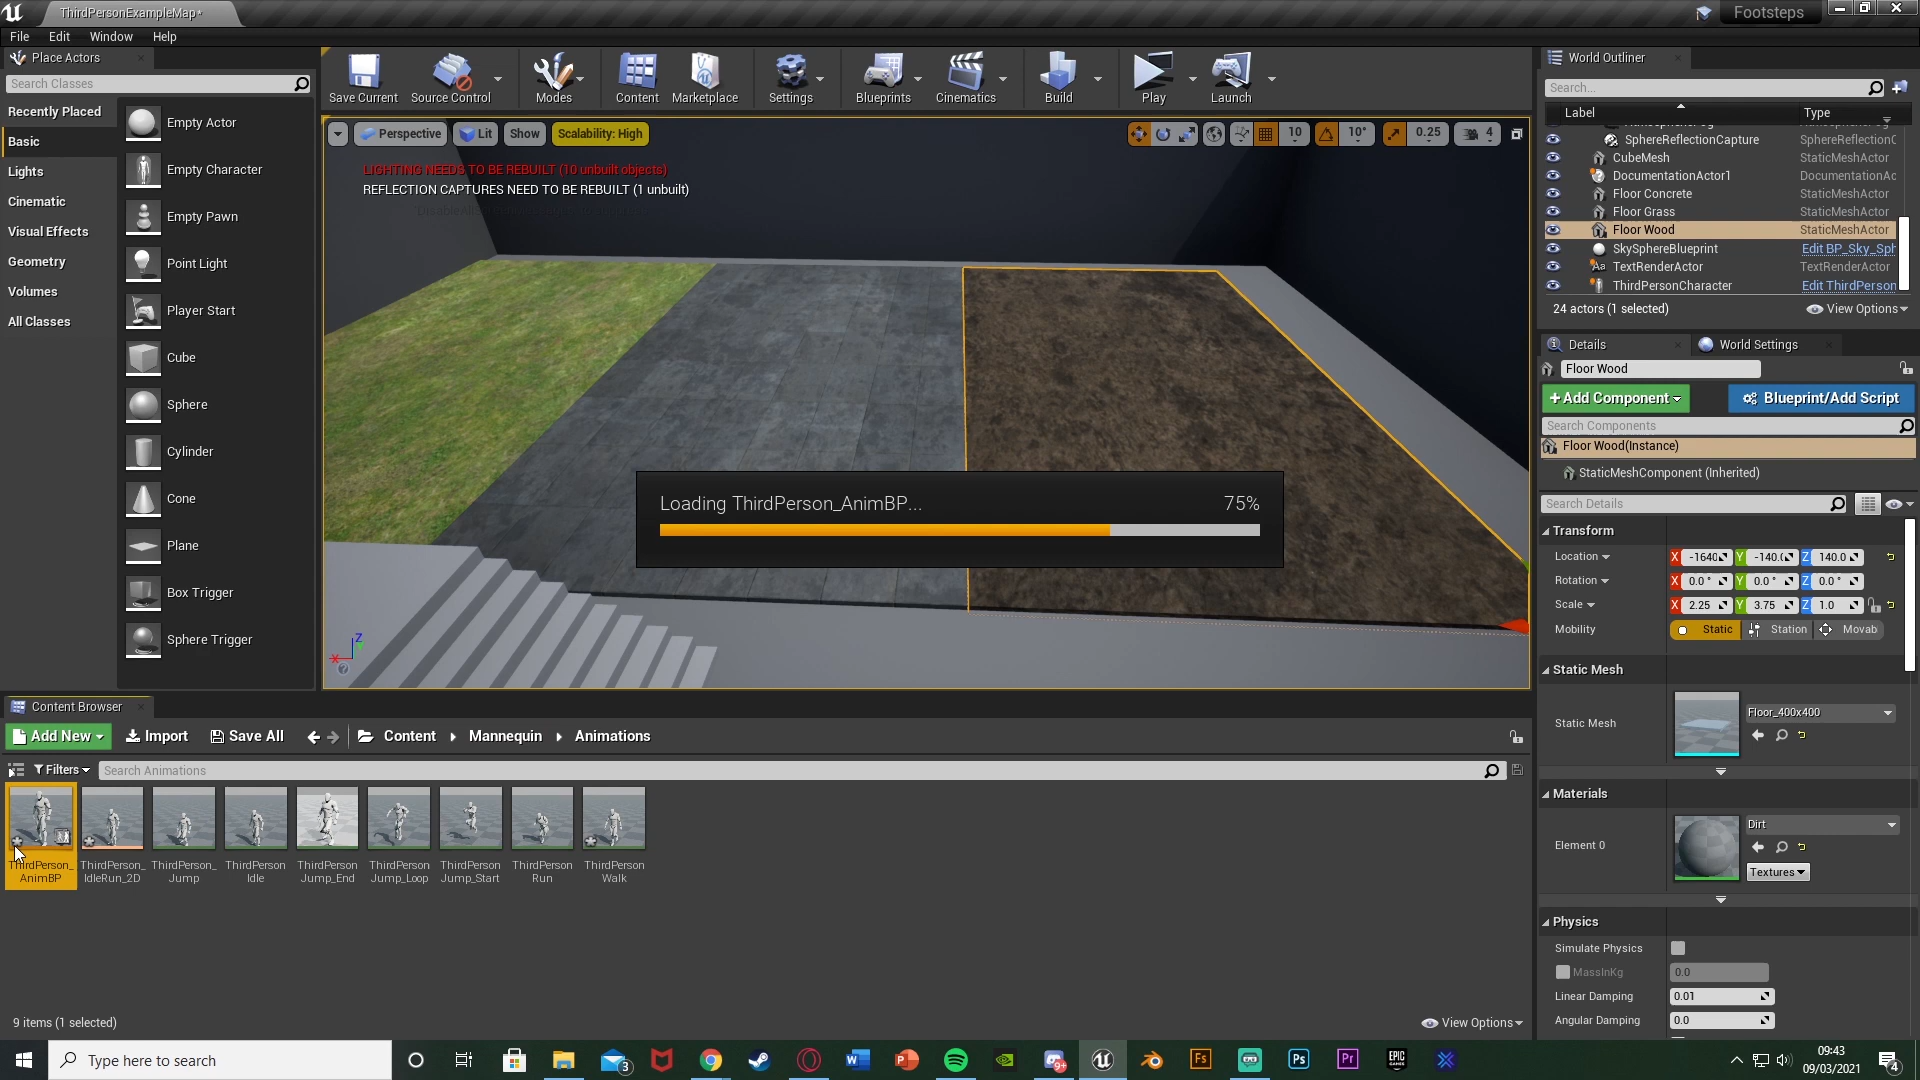 ThirdPersonExampleMap*
Footsteps
File Edit Window Help
Place Actors
Search Classes
Recently Placed
Basic
Lights
Cinematic
Visual Effects
Geometry
Volumes
All Classes
Empty Actor
Empty Character
Empty Pawn
Point Light
Player Start
Cube
Sphere
Cylinder
Cone
Plane
Box Trigger
Sphere Trigger
Save Current
Source Control
Modes
Content
Marketplace
Settings
Blueprints
Cinematics
Build
Play
Launch
Perspective Lit Show Scalability: High
10 10° 0.25 4
LIGHTING NEEDS TO BE REBUILT (10 unbuilt objects)
REFLECTION CAPTURES NEED TO BE REBUILT (1 unbuilt)
Loading ThirdPerson_AnimBP... 75%
X Z
World Outliner
Search...
Label Type
SphereReflectionCapture SphereReflectionC
CubeMesh StaticMeshActor
DocumentationActor1 DocumentationAc
Floor Concrete StaticMeshActor
Floor Grass StaticMeshActor
Floor Wood StaticMeshActor
SkySphereBlueprint Edit BP_Sky_Sph
TextRenderActor TextRenderActor
ThirdPersonCharacter Edit ThirdPerson
24 actors (1 selected) View Options
Details World Settings
Floor Wood
+Add Component Blueprint/Add Script
Search Components
Floor Wood(Instance)
StaticMeshComponent (Inherited)
Search Details
Transform
Location X -1640 Y -140.0 Z 140.0
Rotation X 0.0 ° Y 0.0 ° Z 0.0 °
Scale X 2.25 Y 3.75 Z 1.0
Mobility Static Station Movab
Static Mesh
Static Mesh Floor_400x400
Materials
Element 0 Dirt
Textures
Physics
Simulate Physics
MassInKg 0.0
Linear Damping 0.01
Angular Damping 0.0
Content Browser
Add New Import Save All Content Mannequin Animations
Filters Search Animations
ThirdPerson_
AnimBP
ThirdPerson_
IdleRun_2D
ThirdPerson_
Jump
ThirdPerson
Idle
ThirdPerson
Jump_End
ThirdPerson
Jump_Loop
ThirdPerson
Jump_Start
ThirdPerson
Run
ThirdPerson
Walk
9 items (1 selected) View Options
Type here to search
09:43
09/03/2021